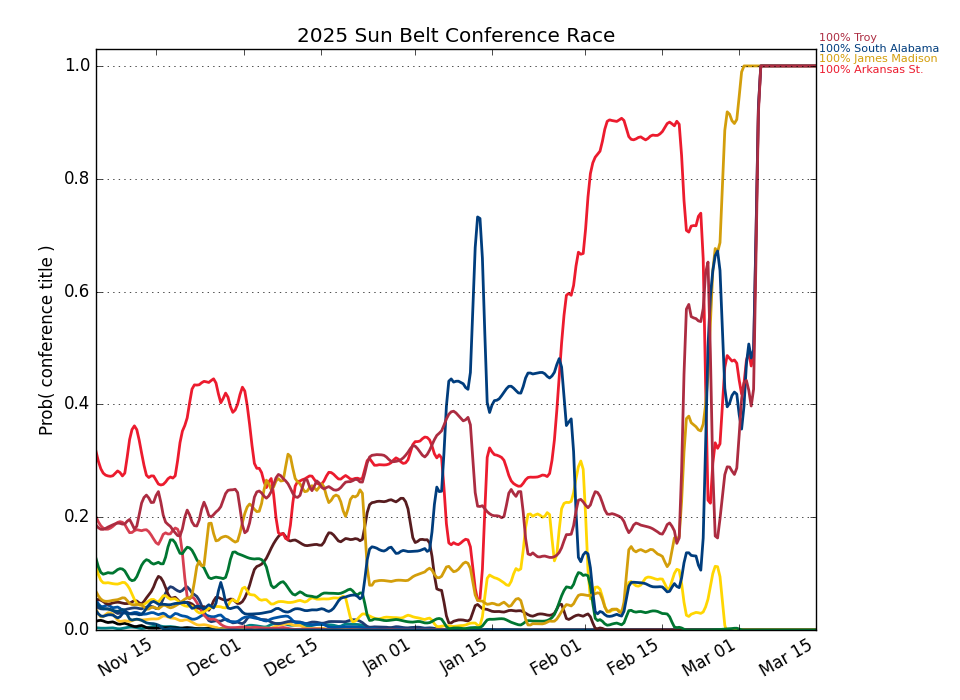 2025 Sun Belt Conference Race
100% Troy
100% South Alabama
100% James Madison
100% Arkansas St.
1.0
0.8
0.6
0.4
0.2
0.0
Prob( conference title )
Nov 15
Dec 01
Dec 15
Jan 01
Jan 15
Feb 01
Feb 15
Mar 01
Mar 15